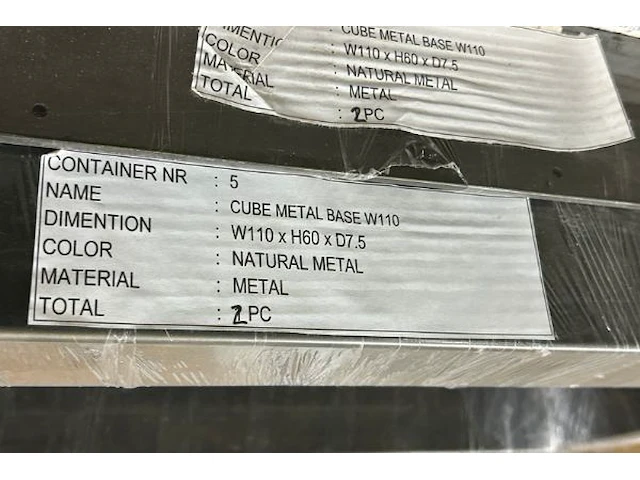 DIMENTI : CUBE METAL BASE W110
COLOR : W110 x H60 x D7.5
MATERIAL : NATURAL METAL
TOTAL : METAL
: 2PC
CONTAINER NR : 5
NAME : CUBE METAL BASE W110
DIMENTION : W110 x H60 x D7.5
COLOR : NATURAL METAL
MATERIAL : METAL
TOTAL : 2PC